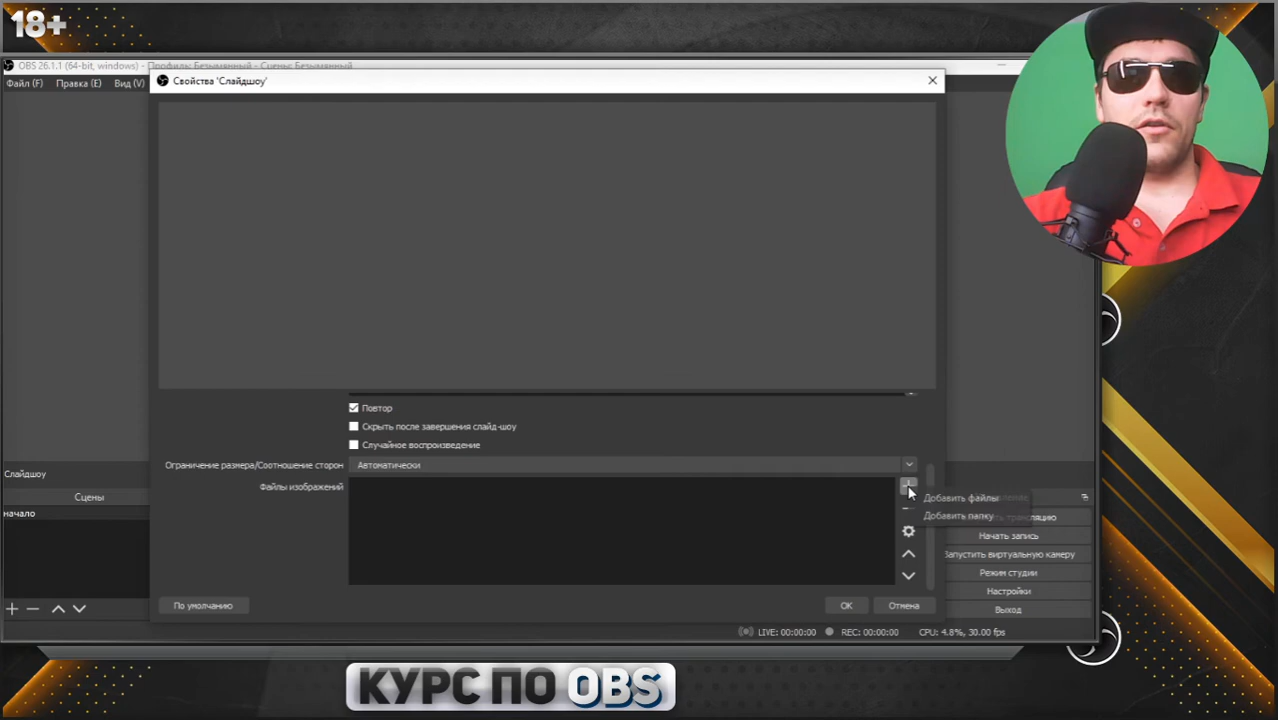 18+
OBS 26.1.1 (64-bit, windows) - Профиль: Безымянный - Сцены: Безымянный
Файл (F) Правка (E) Вид (V)
Свойства 'Слайдшоу'
Повтор
Скрыть после завершения слайд-шоу
Случайное воспроизведение
Ограничение размера/Соотношение сторон Автоматически
Файлы изображений
Добавить файлы
Добавить папку
Слайдшоу
Сцены
начало
Начать запись
Запустить виртуальную камеру
Режим студии
Настройки
Выход
По умолчанию ОК Отмена
LIVE: 00:00:00 REC: 00:00:00 CPU: 4.8%, 30.00 fps
КУРС ПО OBS